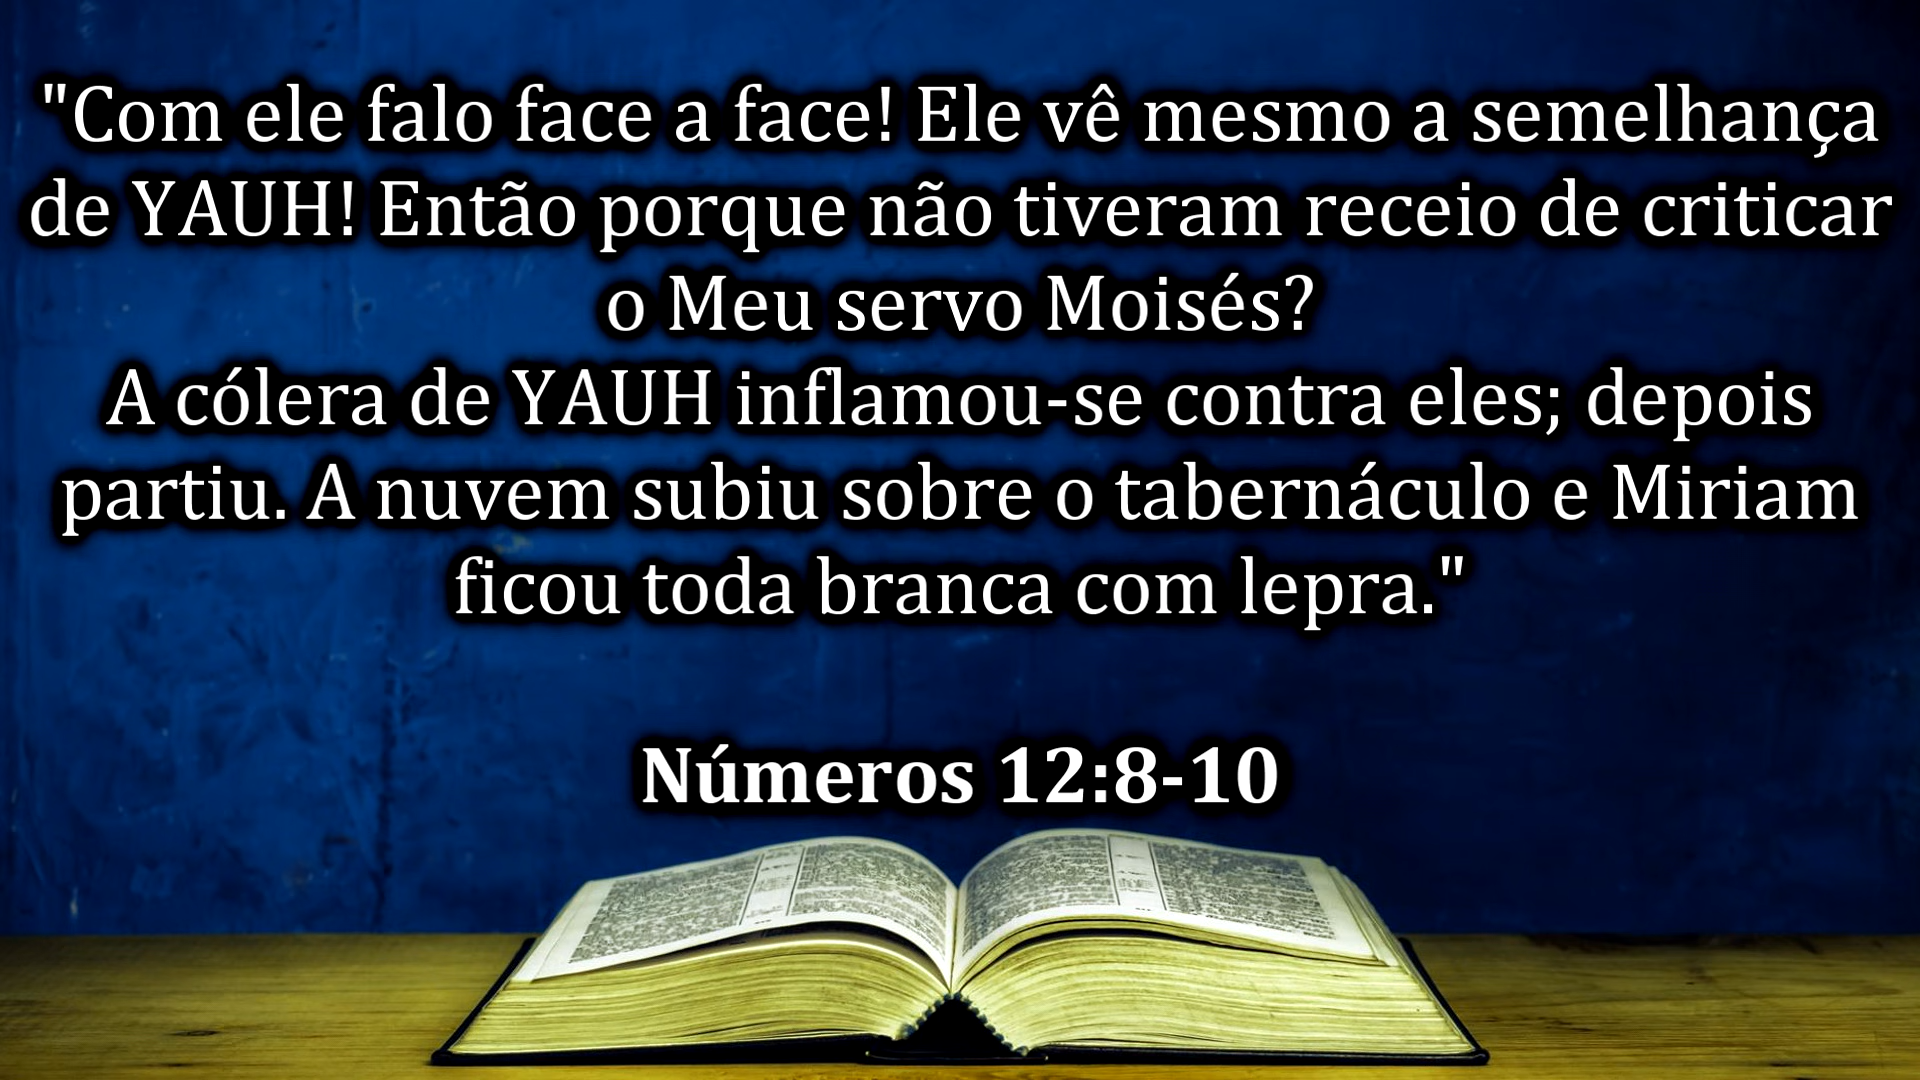 "Com ele falo face a face! Ele vê mesmo a semelhança
de YAUH! Então porque não tiveram receio de criticar
o Meu servo Moisés?
A cólera de YAUH inflamou-se contra eles; depois
partiu. A nuvem subiu sobre o tabernáculo e Miriam
ficou toda branca com lepra."
Números 12:8-10